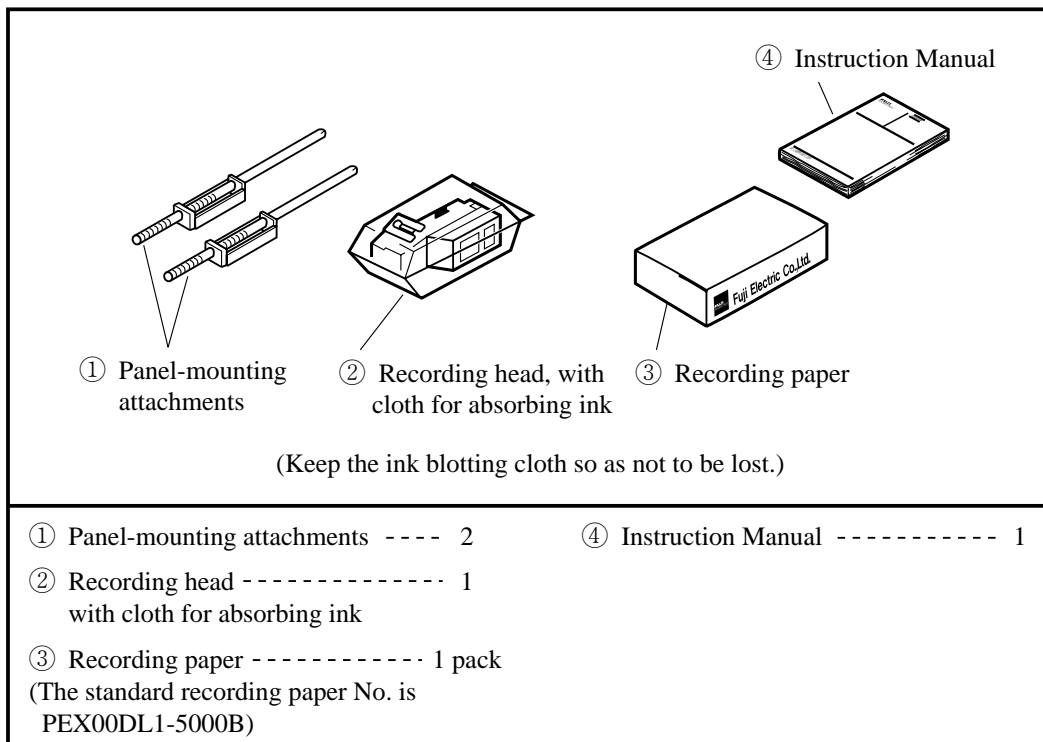 ④ Instruction Manual
Fuji Electric Co.,Ltd.
① Panel-mounting
attachments
② Recording head, with
cloth for absorbing ink
③ Recording paper
(Keep the ink blotting cloth so as not to be lost.)
① Panel-mounting attachments ---- 2
② Recording head -------------- 1
with cloth for absorbing ink
③ Recording paper ------------ 1 pack
(The standard recording paper No. is
PEX00DL1-5000B)
④ Instruction Manual ----------- 1